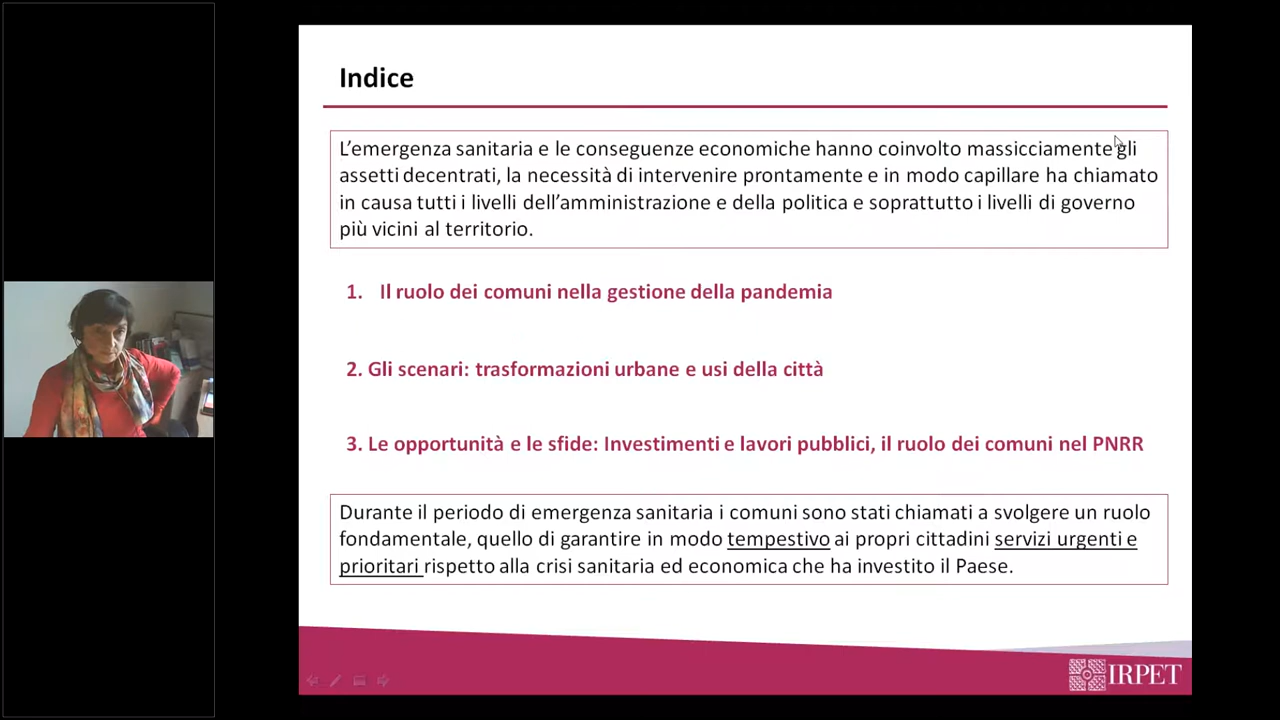 Indice
L'emergenza sanitaria e le conseguenze economiche hanno coinvolto massicciamente gli
assetti decentrati, la necessità di intervenire prontamente e in modo capillare ha chiamato
in causa tutti i livelli dell'amministrazione e della politica e soprattutto i livelli di governo
più vicini al territorio.
1. Il ruolo dei comuni nella gestione della pandemia
2. Gli scenari: trasformazioni urbane e usi della città
3. Le opportunità e le sfide: Investimenti e lavori pubblici, il ruolo dei comuni nel PNRR
Durante il periodo di emergenza sanitaria i comuni sono stati chiamati a svolgere un ruolo
fondamentale, quello di garantire in modo tempestivo ai propri cittadini servizi urgenti e
prioritari rispetto alla crisi sanitaria ed economica che ha investito il Paese.
IRPET